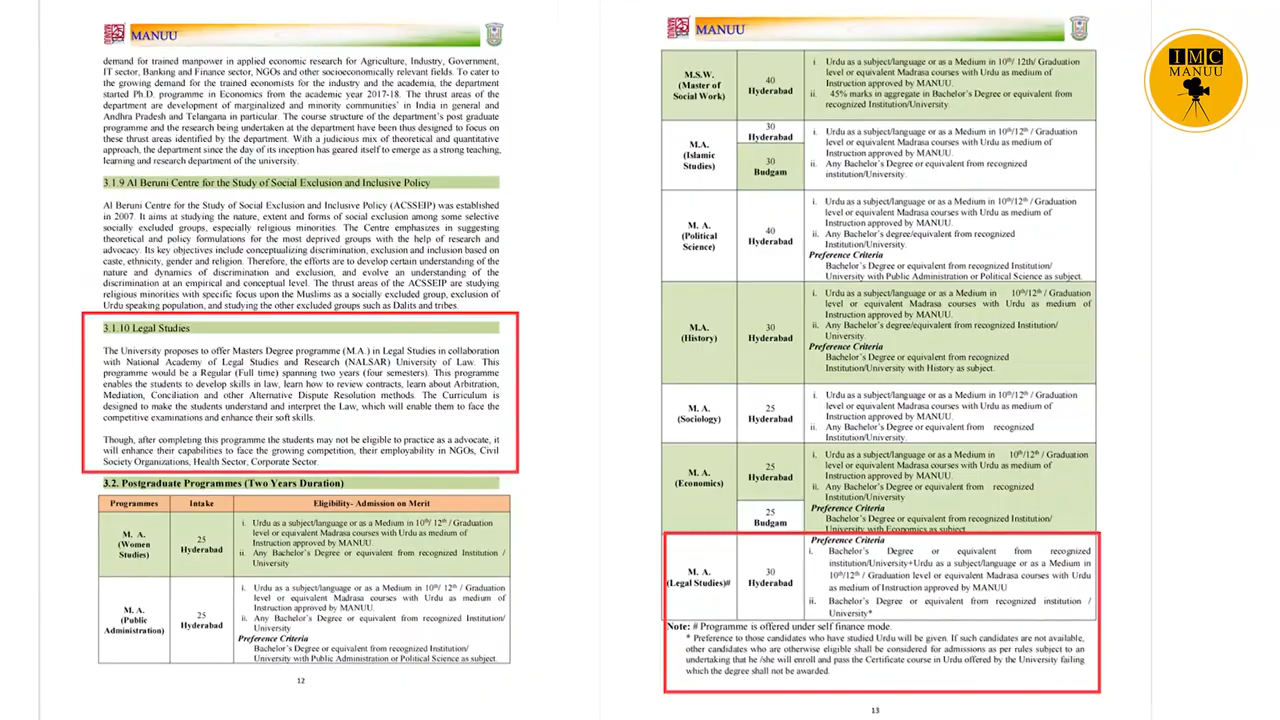 MANUU
demand for trained manpower in applied economic research for Agriculture, Industry, Government,
IT sector, Banking and Finance sector, NGOs and other socioeconomically relevant fields. To cater to
the growing demand for the trained economists for the industry and the academia, the department
started Ph.D. programme in Economics from the academic year 2017-18. The thrust areas of the
department are development of marginalized and minority communities' in India in general and
Andhra Pradesh and Telangana in particular. The course structure of the department's post graduate
programme and the research being undertaken at the department have been thus designed to focus on
these thrust areas identified by the department. With a judicious mix of theoretical and quantitative
approach, the department since the day of its inception has geared itself to emerge as a strong teaching,
learning and research department of the university.
3.1.9 Al Beruni Centre for the Study of Social Exclusion and Inclusive Policy
Al Beruni Centre for the Study of Social Exclusion and Inclusive Policy (ACSSEIP) was established
in 2007. It aims at studying the nature, extent and forms of social exclusion among some selective
socially excluded groups, especially religious minorities. The Centre emphasizes in suggesting
theoretical and policy formulations for the most deprived groups with the help of research and
advocacy. Its key objectives include conceptualizing discrimination, exclusion and inclusion based on
caste, ethnicity, gender and religion. Therefore, the efforts are to develop certain understanding of the
nature and dynamics of discrimination and exclusion, and evolve an understanding of the
discrimination at an empirical and conceptual level. The thrust areas of the ACSSEIP are studying
religious minorities with specific focus upon the Muslims as a socially excluded group, exclusion of
Urdu speaking population, and studying the other excluded groups such as Dalits and tribes.
3.1.10 Legal Studies
The University proposes to offer Masters Degree programme (M.A.) in Legal Studies in collaboration
with National Academy of Legal Studies and Research (NALSAR) University of Law. This
programme would be a Regular (Full time) spanning two years (four semesters). This programme
enables the students to develop skills in law, learn how to review contracts, learn about Arbitration,
Mediation, Conciliation and other Alternative Dispute Resolution methods. The Curriculum is
designed to make the students understand and interpret the Law, which will enable them to face the
competitive examinations and enhance their soft skills.
Though, after completing this programme the students may not be eligible to practice as a advocate, it
will enhance their capabilities to face the growing competition, their employability in NGOs, Civil
Society Organizations, Health Sector, Corporate Sector.
3.2. Postgraduate Programmes (Two Years Duration)
Programmes Intake Eligibility- Admission on Merit
M. A.
(Women
Studies)
25
Hyderabad
i. Urdu as a subject/language or as a Medium in 10th/ 12th / Graduation
level or equivalent Madrasa courses with Urdu as medium of
Instruction approved by MANUU.
ii. Any Bachelor's Degree or equivalent from recognized Institution /
University
M. A.
(Public
Administration)
25
Hyderabad
i. Urdu as a subject/language or as a Medium in 10th/ 12th / Graduation
level or equivalent Madrasa courses with Urdu as medium of
Instruction approved by MANUU.
ii. Any Bachelor's Degree or equivalent from recognized Institution/
University
Preference Criteria
Bachelor's Degree or equivalent from recognized Institution/
University with Public Administration or Political Science as subject.
12
MANUU
M.S.W.
(Master of
Social Work)
40
Hyderabad
i Urdu as a subject/language or as a Medium in 10th/ 12th/ Graduation
level or equivalent Madrasa courses with Urdu as medium of
Instruction approved by MANUU.
ii. 45% marks in aggregate in Bachelor's Degree or equivalent from
recognized Institution/University.
M.A.
(Islamic
Studies)
30
Hyderabad
30
Budgam
i. Urdu as a subject/language or as a Medium in 10th/12th / Graduation
level or equivalent Madrasa courses with Urdu as medium of
Instruction approved by MANUU.
ii. Any Bachelor's Degree or equivalent from recognized
institution/University.
M. A.
(Political
Science)
40
Hyderabad
i. Urdu as a subject/language or as a Medium in 10th/12th / Graduation
level or equivalent Madrasa courses with Urdu as medium of
Instruction approved by MANUU.
ii. Any Bachelor's degree/equivalent from recognized
Institution/University.
Preference Criteria
Bachelor's Degree or equivalent from recognized Institution/
University with Public Administration or Political Science as subject.
M.A.
(History)
30
Hyderabad
i. Urdu as a subject/language or as a Medium in 10th/12th / Graduation
level or equivalent Madrasa courses with Urdu as medium of
Instruction approved by MANUU.
ii. Any Bachelor's degree/equivalent from recognized Institution/
University.
Preference Criteria
Bachelor's Degree or equivalent from recognized
Institution/University with History as subject.
M. A.
(Sociology)
25
Hyderabad
i. Urdu as a subject/language or as a Medium in 10th/12th / Graduation
level or equivalent Madrasa courses with Urdu as medium of
Instruction approved by MANUU.
ii. Any Bachelor's Degree or equivalent from recognized
Institution/University.
M. A.
(Economics)
25
Hyderabad
25
Budgam
i. Urdu as a subject/language or as a Medium in 10th/12th / Graduation
level or equivalent Madrasa courses with Urdu as medium of
Instruction approved by MANUU.
ii. Any Bachelor's Degree or equivalent from recognized
Institution/University
Preference Criteria
Bachelor's Degree or equivalent from recognized Institution/
University with Economics as subject.
M. A.
(Legal Studies)#
30
Hyderabad
Preference Criteria
i. Bachelor's Degree or equivalent from recognized
institution/University+Urdu as a subject/language or as a Medium in
10th/12th / Graduation level or equivalent Madrasa courses with Urdu
as medium of Instruction approved by MANUU
ii. Bachelor's Degree or equivalent from recognized institution /
University*
Note: # Programme is offered under self finance mode.
* Preference to those candidates who have studied Urdu will be given. If such candidates are not available,
other candidates who are otherwise eligible shall be considered for admissions as per rules subject to an
undertaking that he /she will enroll and pass the Certificate course in Urdu offered by the University failing
which the degree shall not be awarded.
13
IMC
MANUU